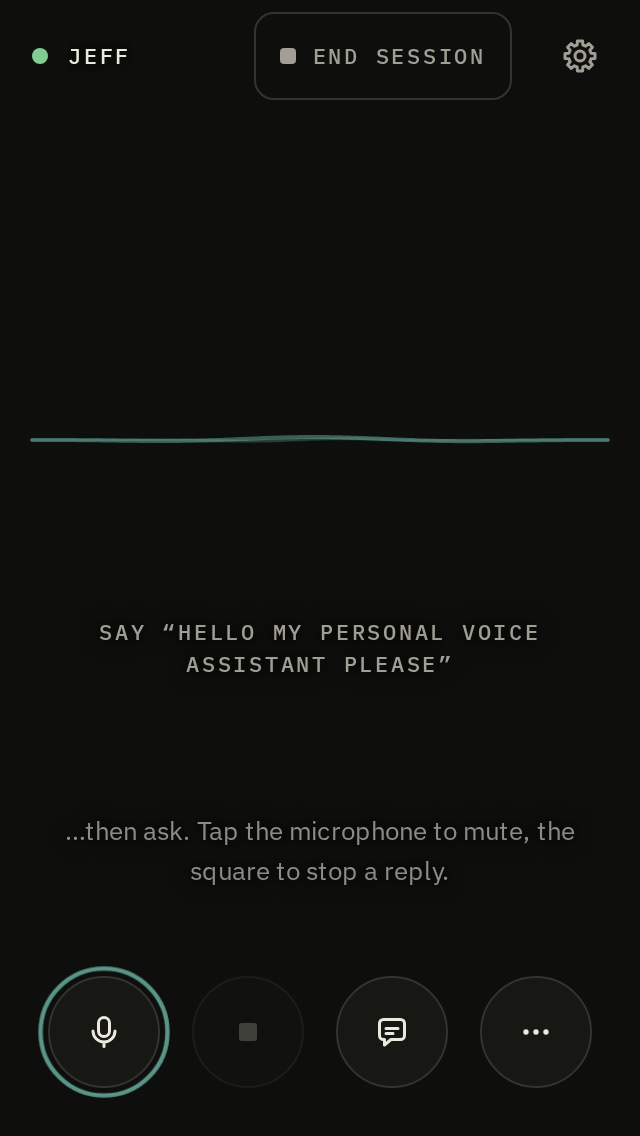 JEFF
END SESSION
SAY “HELLO MY PERSONAL VOICE
ASSISTANT PLEASE”
…then ask. Tap the microphone to mute, the
square to stop a reply.